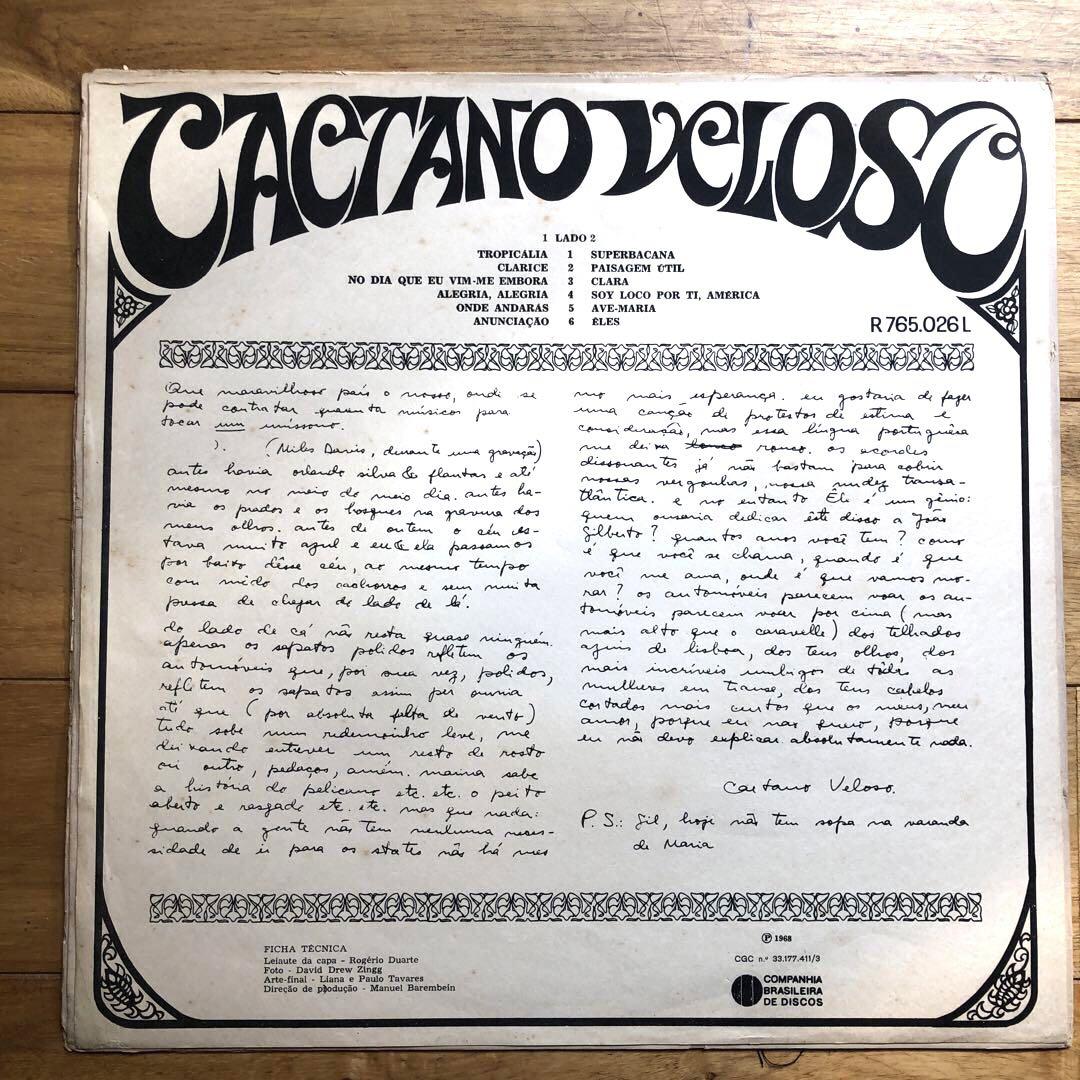 CAETANO VELOSO
1 LADO 2
TROPICÁLIA 1 SUPERBACANA
CLARICE 2 PAISAGEM ÚTIL
NO DIA QUE EU VIM-ME EMBORA 3 CLARA
ALEGRIA, ALEGRIA 4 SOY LOCO POR TI, AMÉRICA
ONDE ANDARAS 5 AVE-MARIA
ANUNCIAÇÃO 6 ÊLES
R 765.026 L
Que maravilhoso país o nosso, onde se
pode contratar quarenta músicos para
tocar um uníssono.
(Miles Davis, durante uma gravação)
antes havia orlando silva & flautas e até
mesmo no meio do meio dia. antes ha-
via os prados e os bosques na gravura dos
meus olhos. antes de ontem o céu es-
tava muito azul e eu & ela passamos
por baixo dêsse céu, ao mesmo tempo
com mêdo dos cachorros e sem muita
pressa de chegar do lado de lá.
do lado de cá não resta quase ninguém.
apenas os sapatos polidos refletem os
automóveis que, por sua vez, polidos,
refletem os sapatos assim per omnia
até que (por absoluta falta de vento)
tudo sobe num redemoinho leve, me
deixando entrever um resto de rosto
ou outro, pedaços, amém. marina sabe
a história do pelicano etc. etc. o peito
aberto e rasgado etc. etc. mas que nada:
quando a gente não tem nenhuma neces-
sidade de ir para os states não há mes
mo mais esperança. eu gostaria de fazer
uma canção de protestos de estima e
consideração, mas essa língua portuguêsa
me deixa louco rouco. os acordes
dissonantes já não bastam para cobrir
nossas vergonhas, nossa nudez transa-
tlântica. e no entanto Êle é um gênio:
quem ousaria dedicar êste disco a João
Gilberto? quantos anos você tem? como
é que você se chama, quando é que
você me ama, onde é que vamos mo-
rar? os automóveis parecem voar os au-
tomóveis parecem voar por cima (mas
mais alto que o caravelle) dos telhados
azuis de lisboa, dos teus olhos, dos
mais incríveis umbigos de tôdas as
mulheres em transe, dos teus cabelos
cortados mais curtos que os meus, meu
amor, porque eu não quero, porque
eu não devo explicar absolutamente nada.
Caetano Veloso.
P.S.: Gil, hoje não tem sopa na varanda
de Maria
FICHA TÉCNICA
Leiaute da capa - Rogério Duarte
Foto - David Drew Zingg
Arte-final - Liana e Paulo Tavares
Direção de produção - Manuel Barembein
Ⓟ 1968
CGC n.º 33.177.411/3
COMPANHIA
BRASILEIRA
DE DISCOS